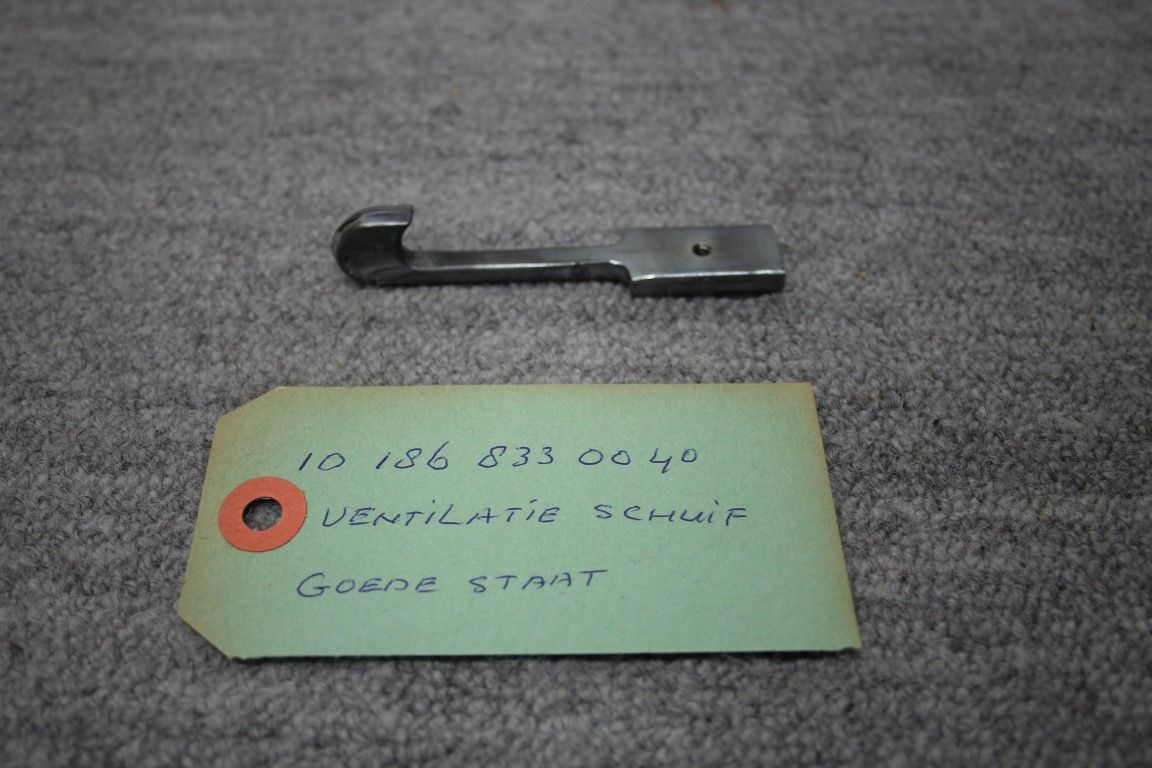 10 186 833 00 40
VENTILATIE SCHUIF
GOEDE STAAT